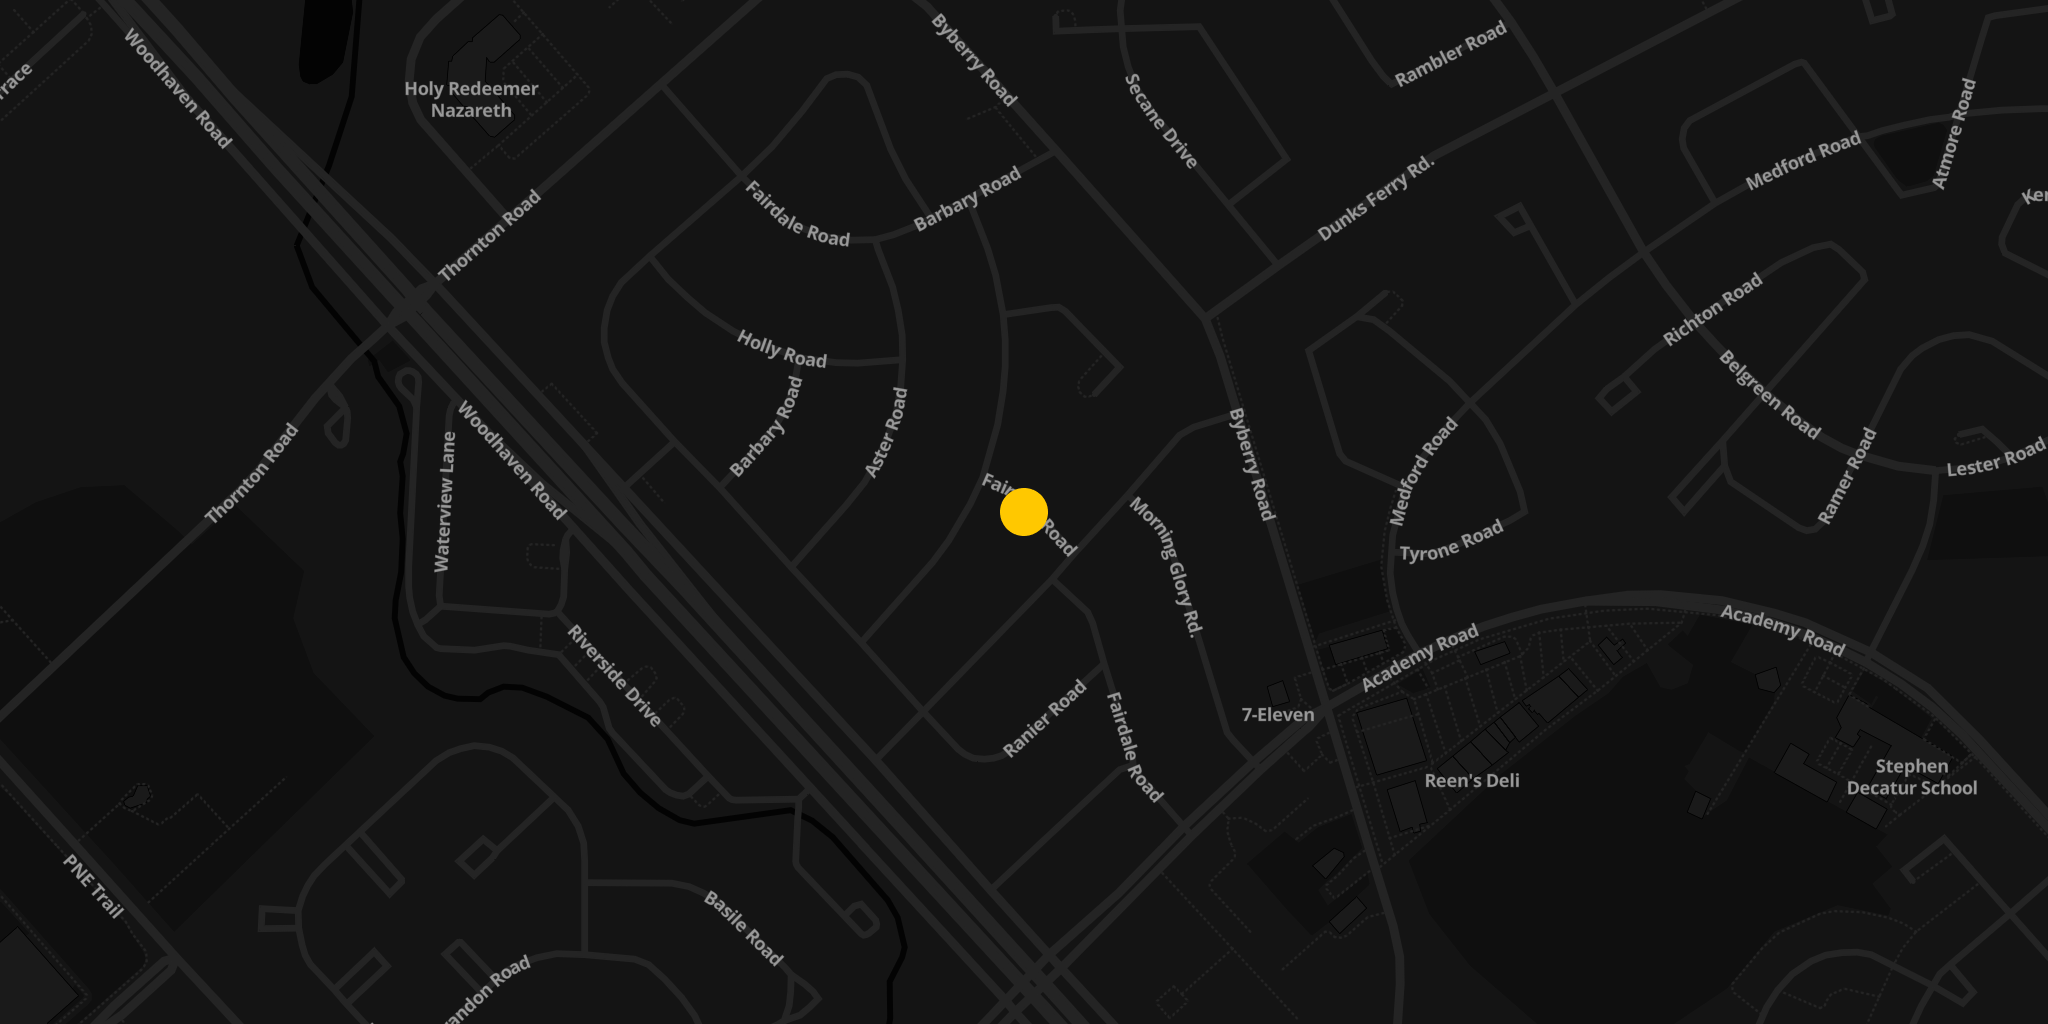 Woodhaven Road
Holy Redeemer
Nazareth
Byberry Road
Rambler Road
Secane Drive
Medford Road
Atmore Road
Thornton Road
Fairdale Road
Barbary Road
Dunks Ferry Rd.
Holly Road
Richton Road
Barbary Road
Aster Road
Belgreen Road
Woodhaven Road
Waterview Lane
Thornton Road
Byberry Road
Medford Road
Ramer Road
Lester Road
Road
Morning Glory Rd.
Tyrone Road
Riverside Drive
Academy Road
Academy Road
Ranier Road
Fairdale Road
7-Eleven
Reen's Deli
Stephen
Decatur School
PNE Trail
Basile Road
Road